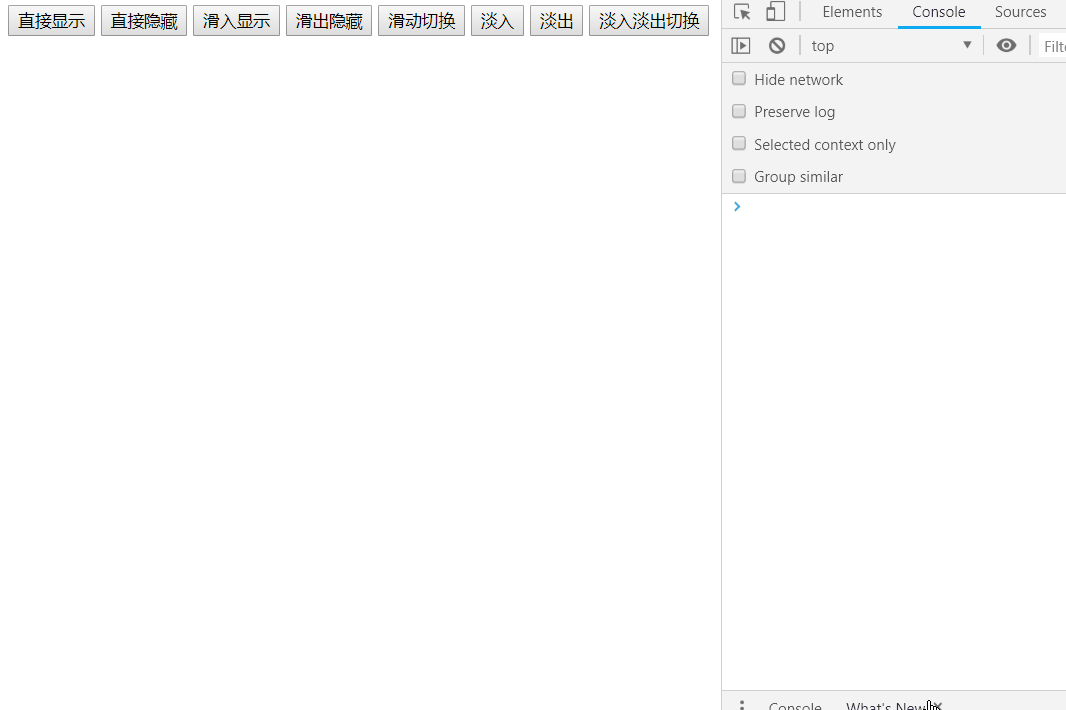 直接显示 直接隐藏 滑入显示 滑出隐藏 滑动切换 淡入 淡出 淡入淡出切换
Elements Console Sources
top Filte
Hide network
Preserve log
Selected context only
Group similar
Console What's New